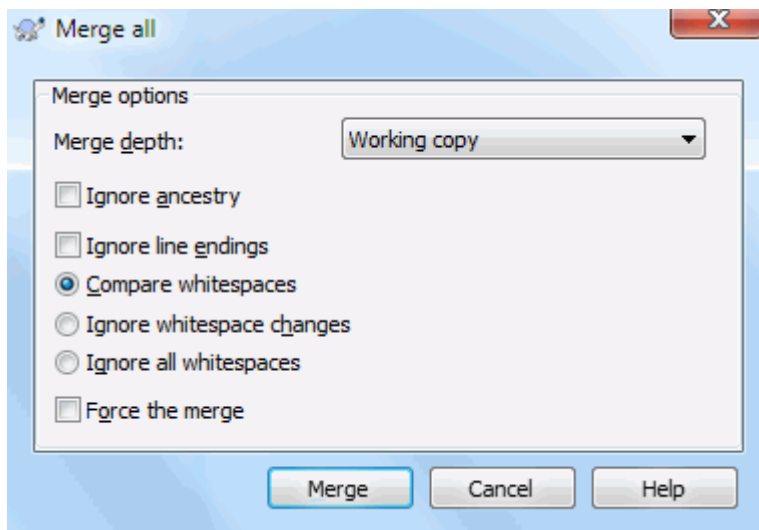 Merge all
Merge options
Merge depth: Working copy
Ignore ancestry
Ignore line endings
Compare whitespaces
Ignore whitespace changes
Ignore all whitespaces
Force the merge
Merge Cancel Help